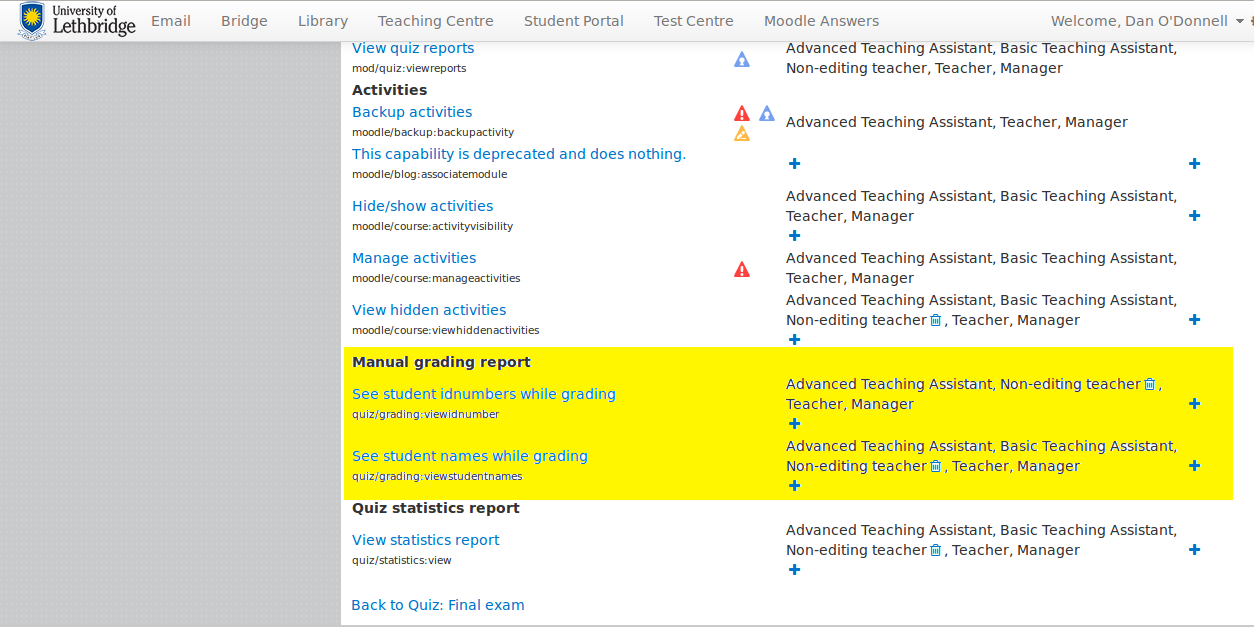 University of
Lethbridge
Email Bridge Library Teaching Centre Student Portal Test Centre Moodle Answers Welcome, Dan O'Donnell
View quiz reports
mod/quiz:viewreports
Advanced Teaching Assistant, Basic Teaching Assistant,
Non-editing teacher, Teacher, Manager
Activities
Backup activities
moodle/backup:backupactivity
Advanced Teaching Assistant, Teacher, Manager
This capability is deprecated and does nothing.
moodle/blog:associatemodule
Hide/show activities
moodle/course:activityvisibility
Advanced Teaching Assistant, Basic Teaching Assistant,
Teacher, Manager
Manage activities
moodle/course:manageactivities
Advanced Teaching Assistant, Basic Teaching Assistant,
Teacher, Manager
View hidden activities
moodle/course:viewhiddenactivities
Advanced Teaching Assistant, Basic Teaching Assistant,
Non-editing teacher , Teacher, Manager
Manual grading report
See student idnumbers while grading
quiz/grading:viewidnumber
Advanced Teaching Assistant, Non-editing teacher ,
Teacher, Manager
See student names while grading
quiz/grading:viewstudentnames
Advanced Teaching Assistant, Basic Teaching Assistant,
Non-editing teacher , Teacher, Manager
Quiz statistics report
View statistics report
quiz/statistics:view
Advanced Teaching Assistant, Basic Teaching Assistant,
Non-editing teacher , Teacher, Manager
Back to Quiz: Final exam